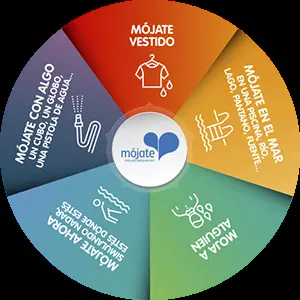 MÓJATE
VESTIDO
MÓJATE EN EL MAR
EN UNA PISCINA, RÍO,
LAGO, PANTANO, FUENTE...
MOJA A
ALGUIEN
MÓJATE AHORA
SIMULANDO NADAR,
ESTÉS DONDE ESTÉS
MÓJATE CON ALGO
UN CUBO, UN GLOBO,
UNA PISTOLA DE AGUA...
mójate